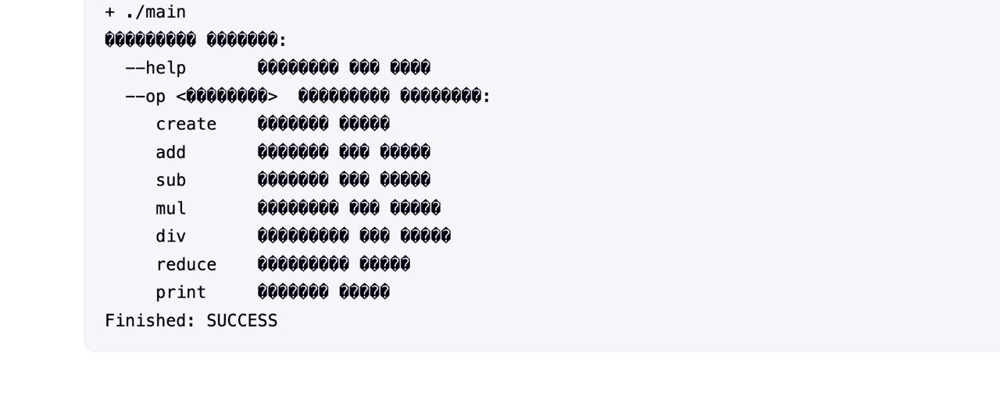 + ./main
��������� �������:
  --help       �������� ��� ����
  --op <��������>  ��������� ��������:
     create    ������� �����
     add       ������� ��� �����
     sub       ������� ��� �����
     mul       �������� ��� �����
     div       ��������� ��� �����
     reduce    ��������� �����
     print     ������� �����
Finished: SUCCESS